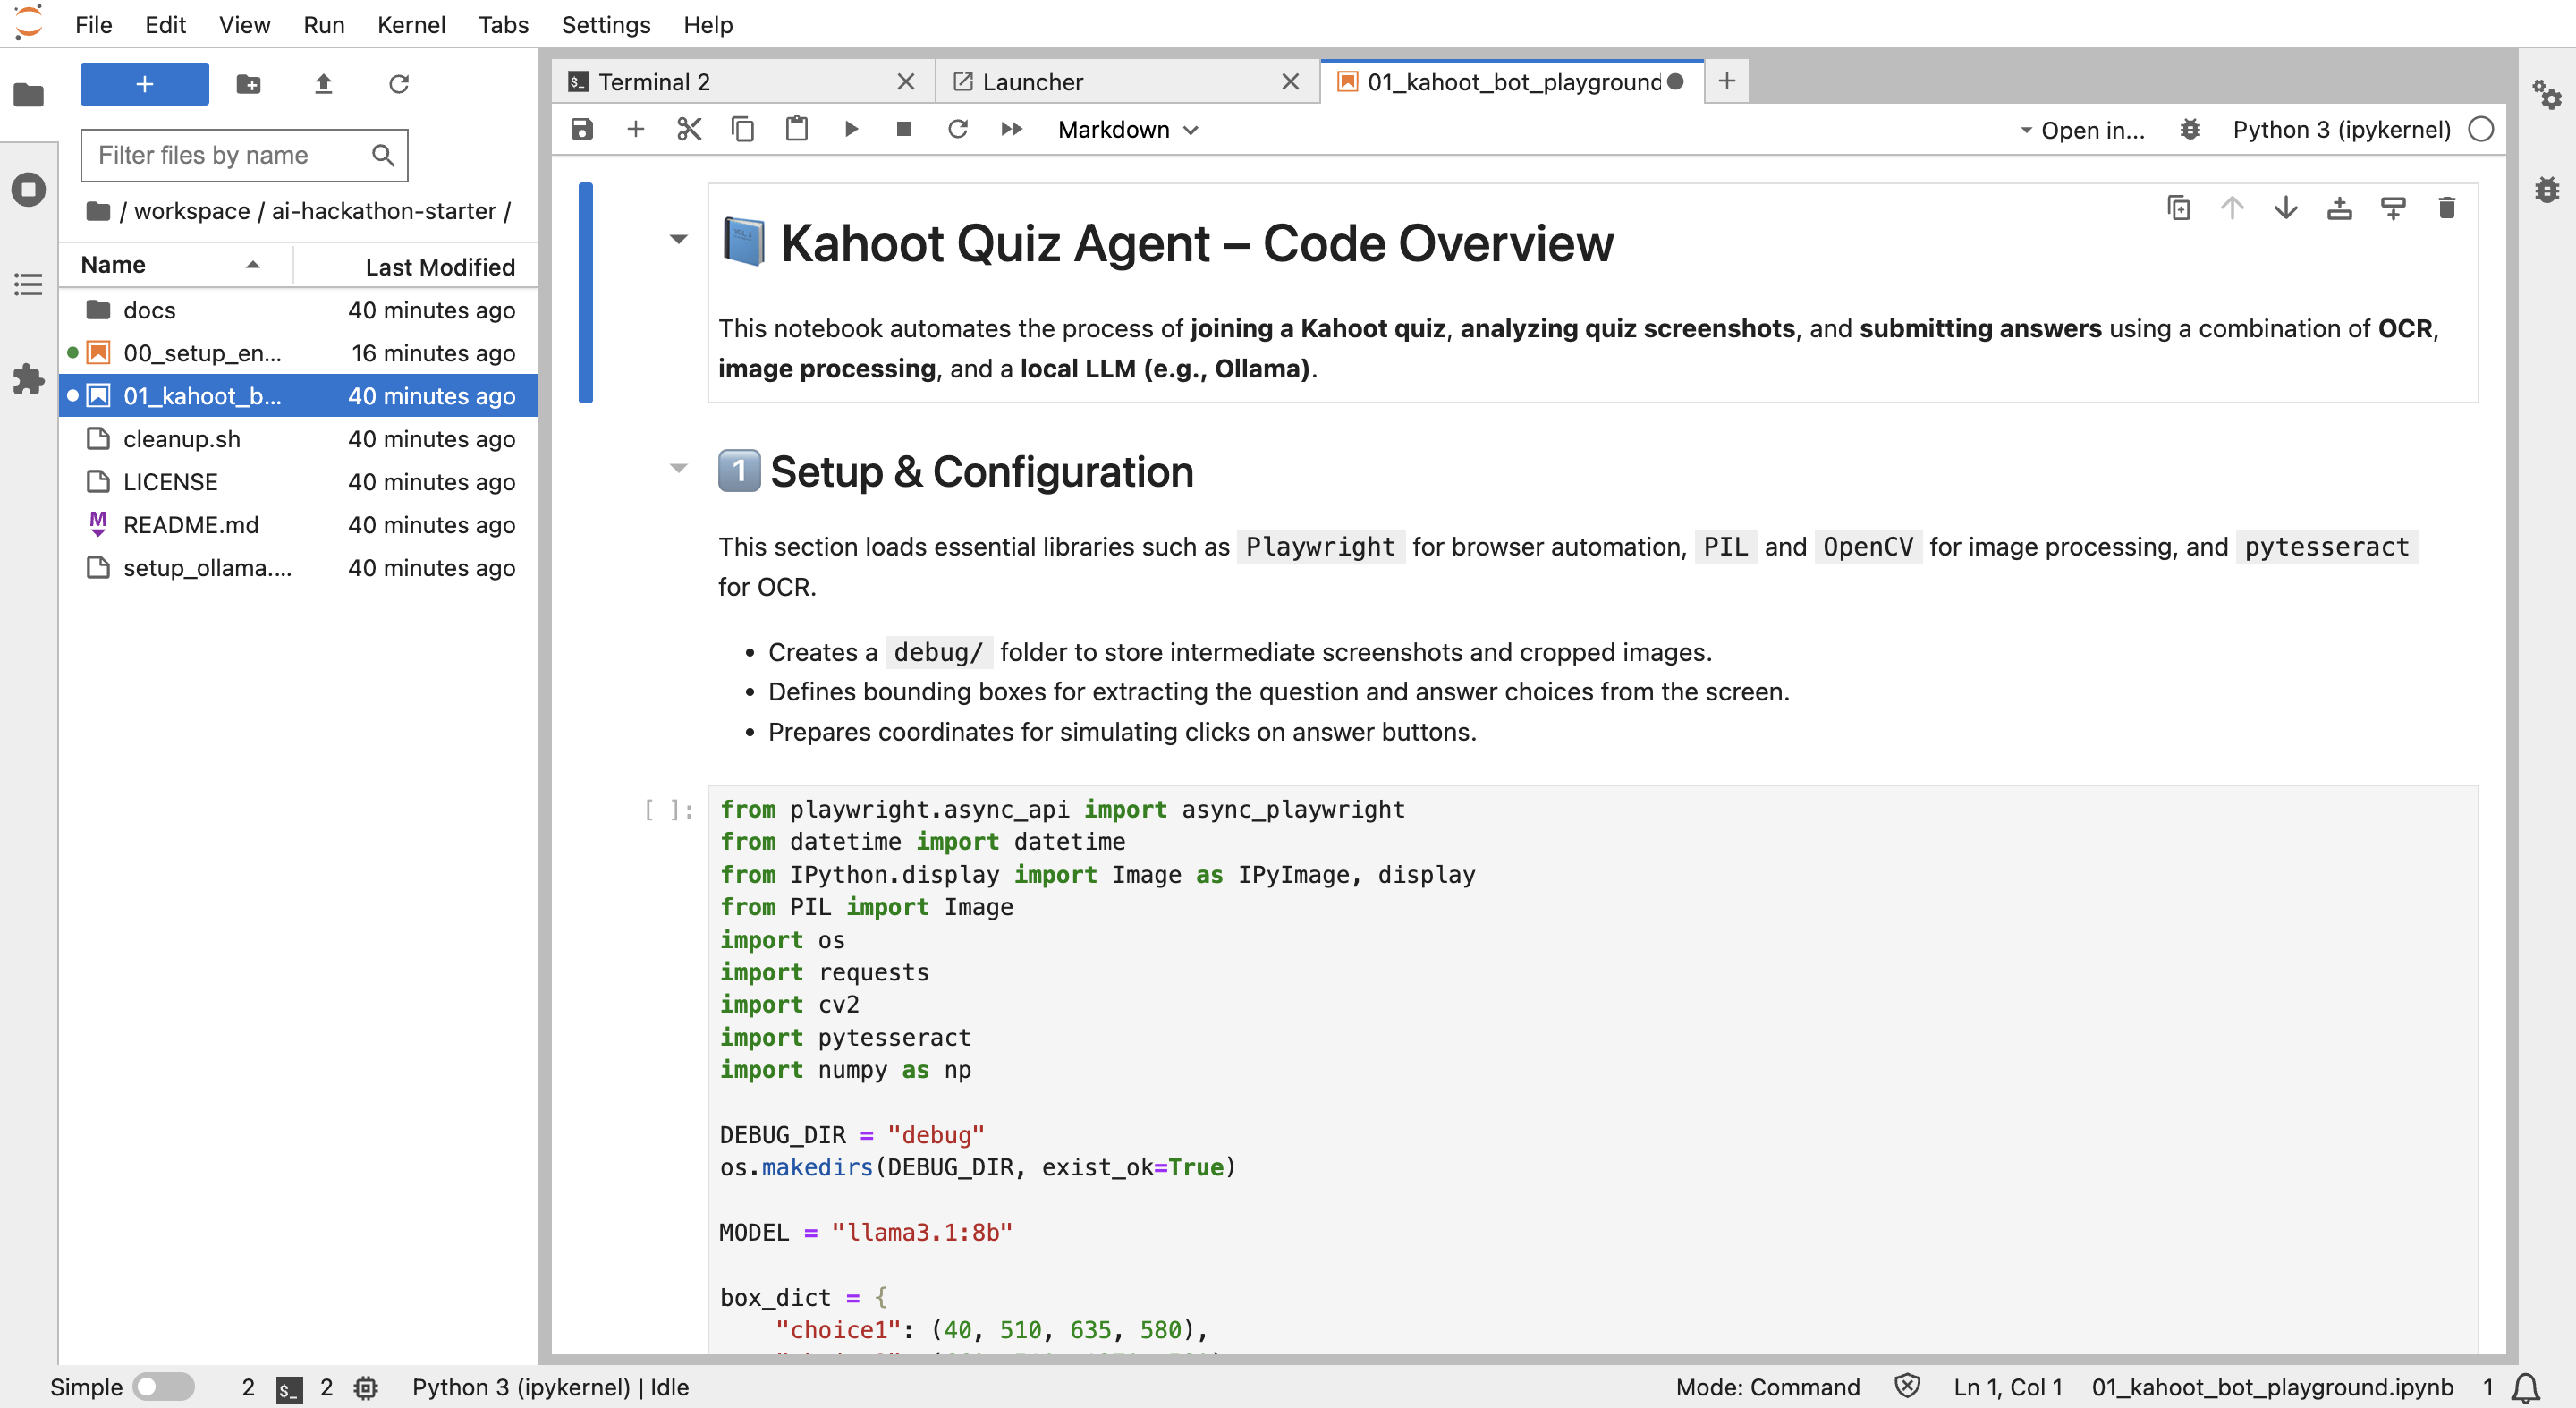 File Edit View Run Kernel Tabs Settings Help
Filter files by name
/ workspace / ai-hackathon-starter /
Name Last Modified
docs 40 minutes ago
00_setup_en... 16 minutes ago
01_kahoot_b... 40 minutes ago
cleanup.sh 40 minutes ago
LICENSE 40 minutes ago
README.md 40 minutes ago
setup_ollama.... 40 minutes ago
Terminal 2 Launcher 01_kahoot_bot_playground
Markdown Open in... Python 3 (ipykernel)
Kahoot Quiz Agent – Code Overview
This notebook automates the process of joining a Kahoot quiz, analyzing quiz screenshots, and submitting answers using a combination of OCR,
image processing, and a local LLM (e.g., Ollama).
1 Setup & Configuration
This section loads essential libraries such as Playwright for browser automation, PIL and OpenCV for image processing, and pytesseract
for OCR.
• Creates a debug/ folder to store intermediate screenshots and cropped images.
• Defines bounding boxes for extracting the question and answer choices from the screen.
• Prepares coordinates for simulating clicks on answer buttons.
[ ]:
from playwright.async_api import async_playwright
from datetime import datetime
from IPython.display import Image as IPyImage, display
from PIL import Image
import os
import requests
import cv2
import pytesseract
import numpy as np
DEBUG_DIR = "debug"
os.makedirs(DEBUG_DIR, exist_ok=True)
MODEL = "llama3.1:8b"
box_dict = {
"choice1": (40, 510, 635, 580),
Simple 2 $_ 2 Python 3 (ipykernel) | Idle Mode: Command Ln 1, Col 1 01_kahoot_bot_playground.ipynb 1